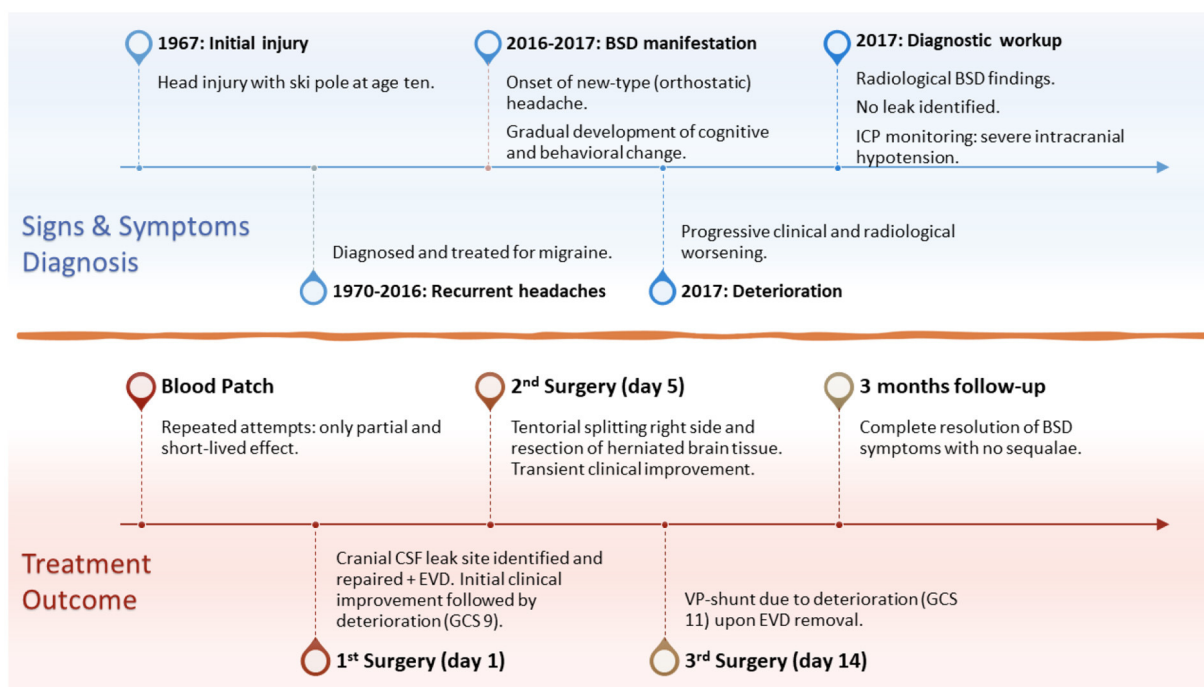 1967: Initial injury
Head injury with ski pole at age ten.
2016-2017: BSD manifestation
Onset of new-type (orthostatic)
headache.
Gradual development of cognitive
and behavioral change.
2017: Diagnostic workup
Radiological BSD findings.
No leak identified.
ICP monitoring: severe intracranial
hypotension.
Signs & Symptoms
Diagnosis
Diagnosed and treated for migraine.
1970-2016: Recurrent headaches
Progressive clinical and radiological
worsening.
2017: Deterioration
Blood Patch
Repeated attempts: only partial and
short-lived effect.
2nd Surgery (day 5)
Tentorial splitting right side and
resection of herniated brain tissue.
Transient clinical improvement.
3 months follow-up
Complete resolution of BSD
symptoms with no sequalae.
Treatment
Outcome
Cranial CSF leak site identified and
repaired + EVD. Initial clinical
improvement followed by
deterioration (GCS 9).
1st Surgery (day 1)
VP-shunt due to deterioration (GCS
11) upon EVD removal.
3rd Surgery (day 14)